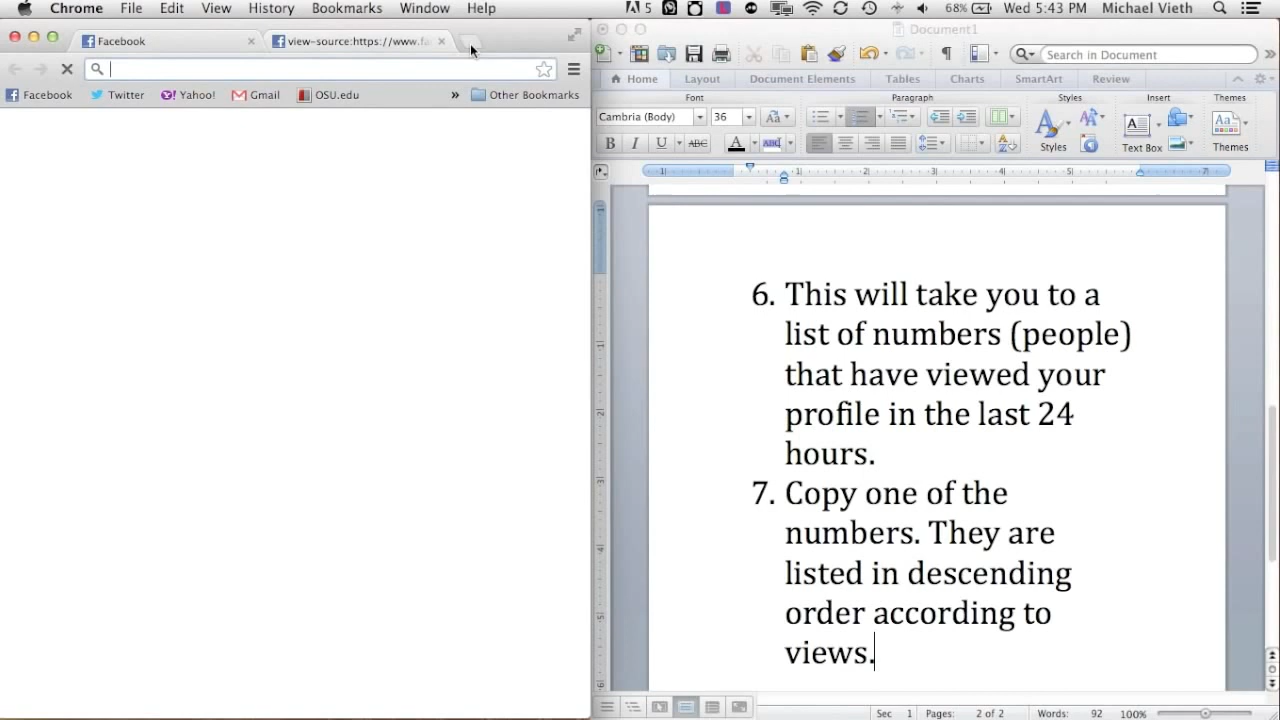 Chrome File Edit View History Bookmarks Window Help
5 68% Wed 5:43 PM Michael Vieth
Facebook
view-source:https://www.fa
Document1
Search in Document
Home Layout Document Elements Tables Charts SmartArt Review
Facebook Twitter Yahoo! Gmail OSU.edu » Other Bookmarks
Font Paragraph Styles Insert Themes
Cambria (Body) 36
B I U ABC A ABC
Styles Text Box Themes
6. This will take you to a
list of numbers (people)
that have viewed your
profile in the last 24
hours.
7. Copy one of the
numbers. They are
listed in descending
order according to
views.
Sec 1 Pages: 2 of 2 Words: 92 100%